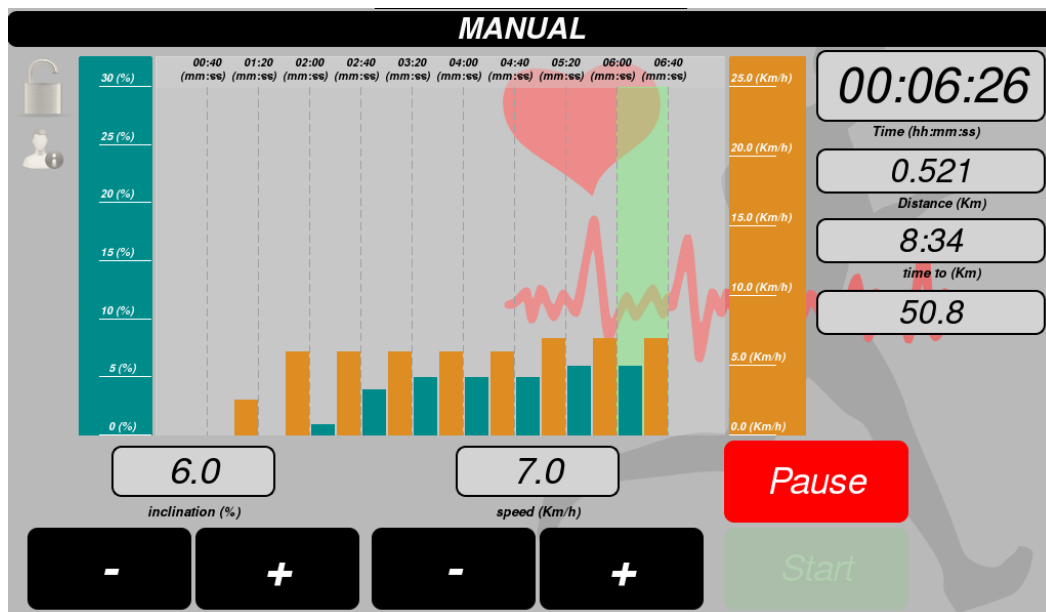 MANUAL
00:40 01:20 02:00 02:40 03:20 04:00 04:40 05:20 06:00 06:40
(mm:ss) (mm:ss) (mm:ss) (mm:ss) (mm:ss) (mm:ss) (mm:ss) (mm:ss) (mm:ss) (mm:ss)
30 (%)
25 (%)
20 (%)
15 (%)
10 (%)
5 (%)
0 (%)
25.0 (Km/h)
20.0 (Km/h)
15.0 (Km/h)
10.0 (Km/h)
5.0 (Km/h)
0.0 (Km/h)
00:06:26
Time (hh:mm:ss)
0.521
Distance (Km)
8:34
time to (Km)
50.8
6.0
inclination (%)
7.0
speed (Km/h)
Pause
- + - +
Start